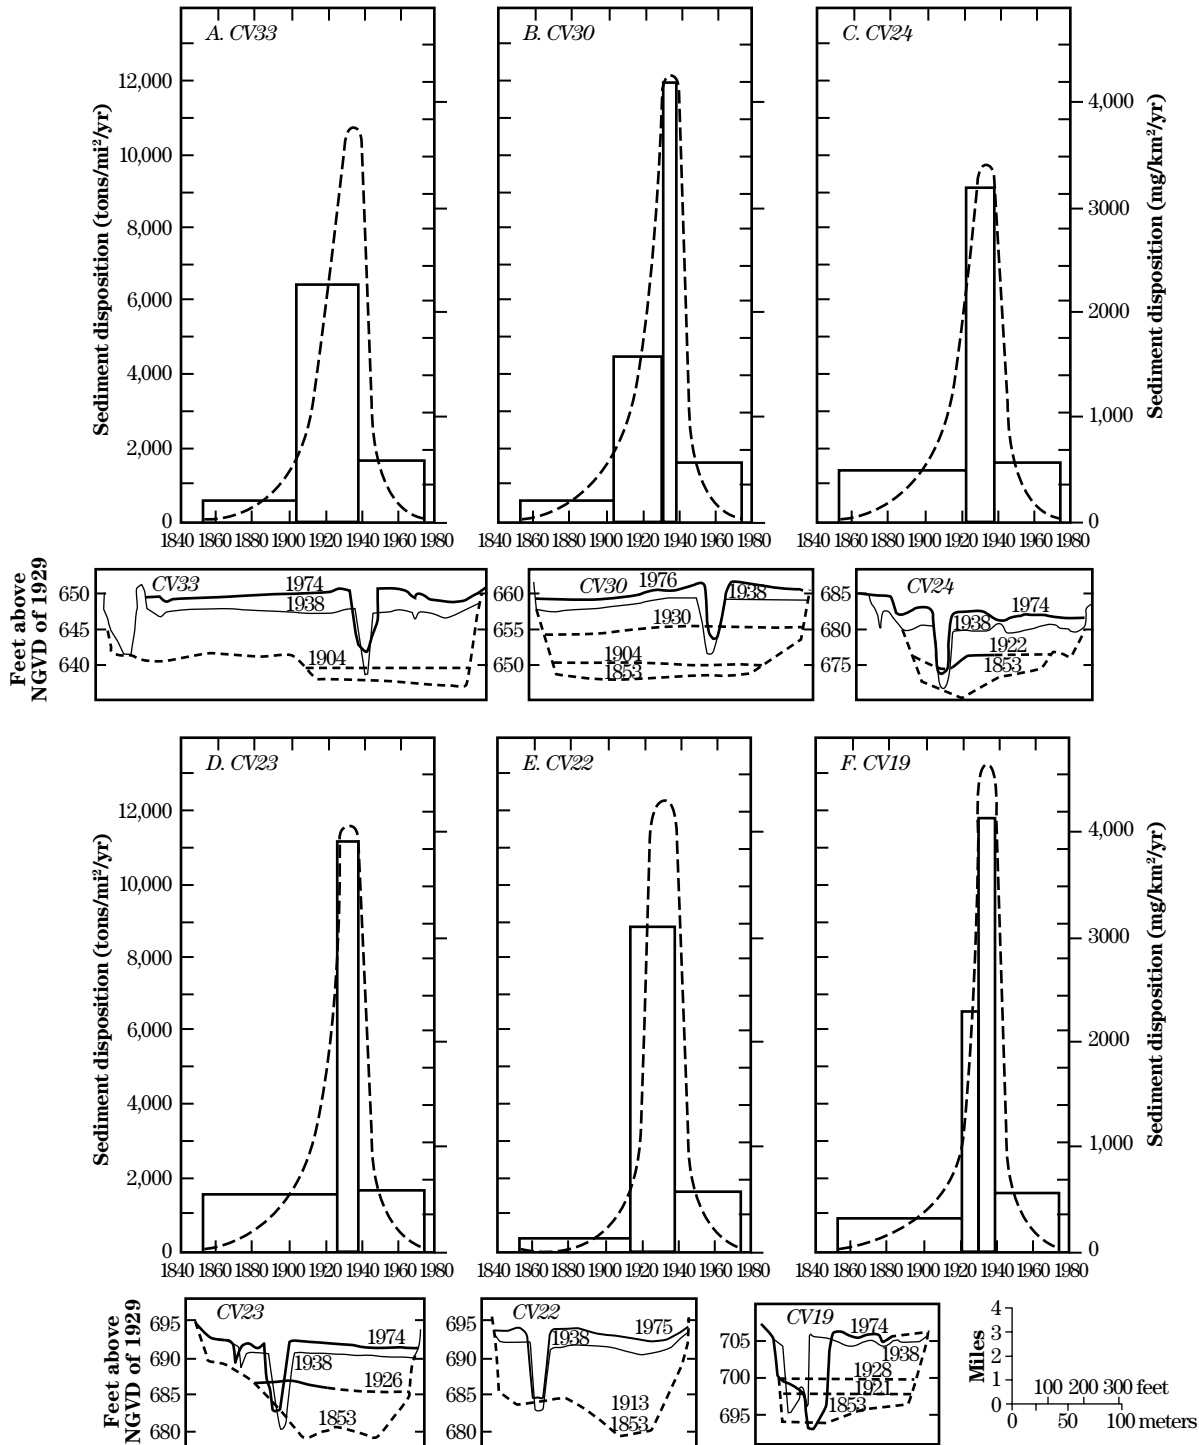 A. CV33
B. CV30
C. CV24
Sediment disposition (tons/mi²/yr)
12,000
10,000
8,000
6,000
4,000
2,000
0
Sediment disposition (mg/km²/yr)
4,000
3000
2000
1,000
0
1840 1860 1880 1900 1920 1940 1960 1980
1840 1860 1880 1900 1920 1940 1960 1980
1840 1860 1880 1900 1920 1940 1960 1980
Feet above
NGVD of 1929
650
645
640
CV33
1974
1938
1904
660
655
650
CV30
1976
1938
1930
1904
1853
685
680
675
CV24
1974
1938
1922
1853
D. CV23
E. CV22
F. CV19
Sediment disposition (tons/mi²/yr)
12,000
10,000
8,000
6,000
4,000
2,000
0
Sediment disposition (mg/km²/yr)
4,000
3000
2000
1,000
0
1840 1860 1880 1900 1920 1940 1960 1980
1840 1860 1880 1900 1920 1940 1960 1980
1840 1860 1880 1900 1920 1940 1960 1980
Feet above
NGVD of 1929
695
690
685
680
CV23
1974
1938
1926
1853
695
690
685
680
CV22
1975
1938
1913
1853
705
700
695
CV19
1974
1938
1928
1921
1853
Miles
4
3
2
1
0
100 200 300 feet
0 50 100 meters